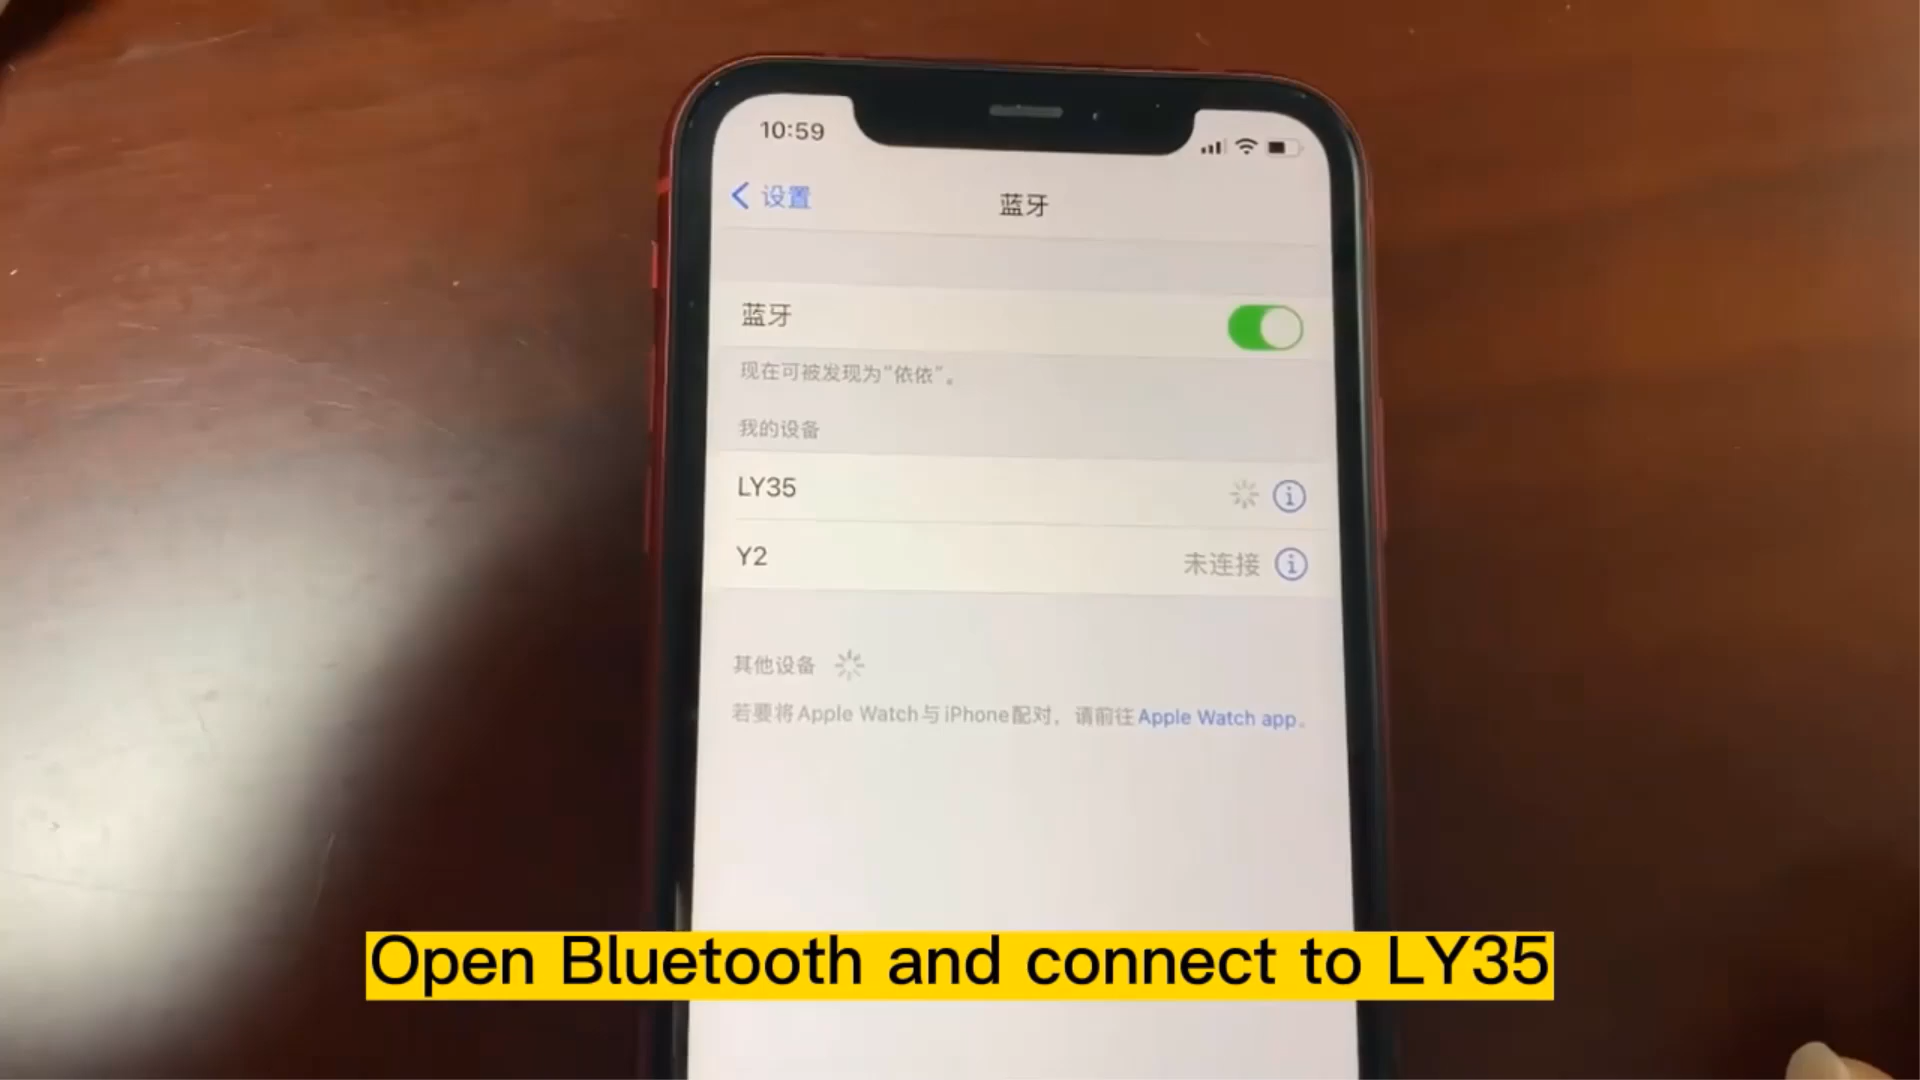 10:59
设置
蓝牙
蓝牙
现在可被发现为“依依”。
我的设备
LY35
Y2 未连接
其他设备
若要将Apple Watch与iPhone配对，请前往Apple Watch app。
Open Bluetooth and connect to LY35